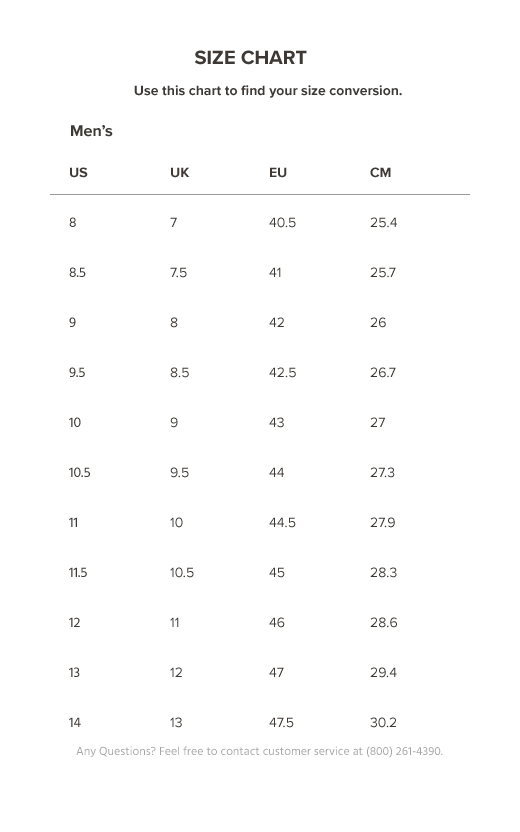 SIZE CHART
Use this chart to find your size conversion.
Men’s
US UK EU CM
8 7 40.5 25.4
8.5 7.5 41 25.7
9 8 42 26
9.5 8.5 42.5 26.7
10 9 43 27
10.5 9.5 44 27.3
11 10 44.5 27.9
11.5 10.5 45 28.3
12 11 46 28.6
13 12 47 29.4
14 13 47.5 30.2
Any Questions? Feel free to contact customer service at (800) 261-4390.